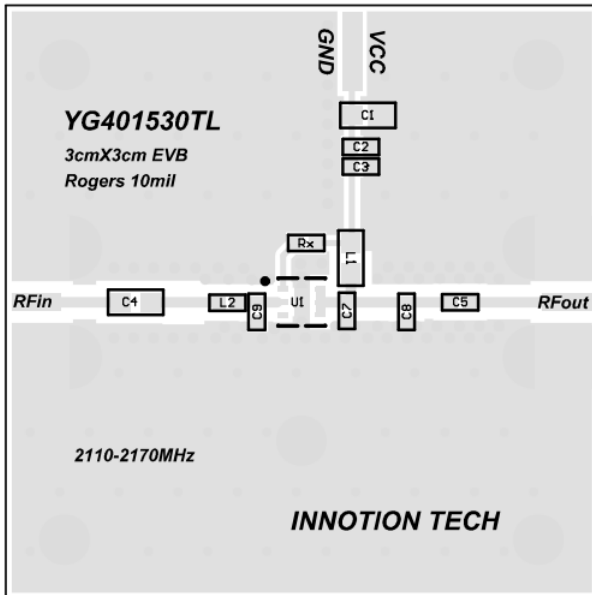 GND VCC
C1
YG401530TL
C2
3cmX3cm EVB
C3
Rogers 10mil
Rx
L1
RFin C4 L2 C9 U1 C7 C8 C5 RFout
2110-2170MHz
INNOTION TECH